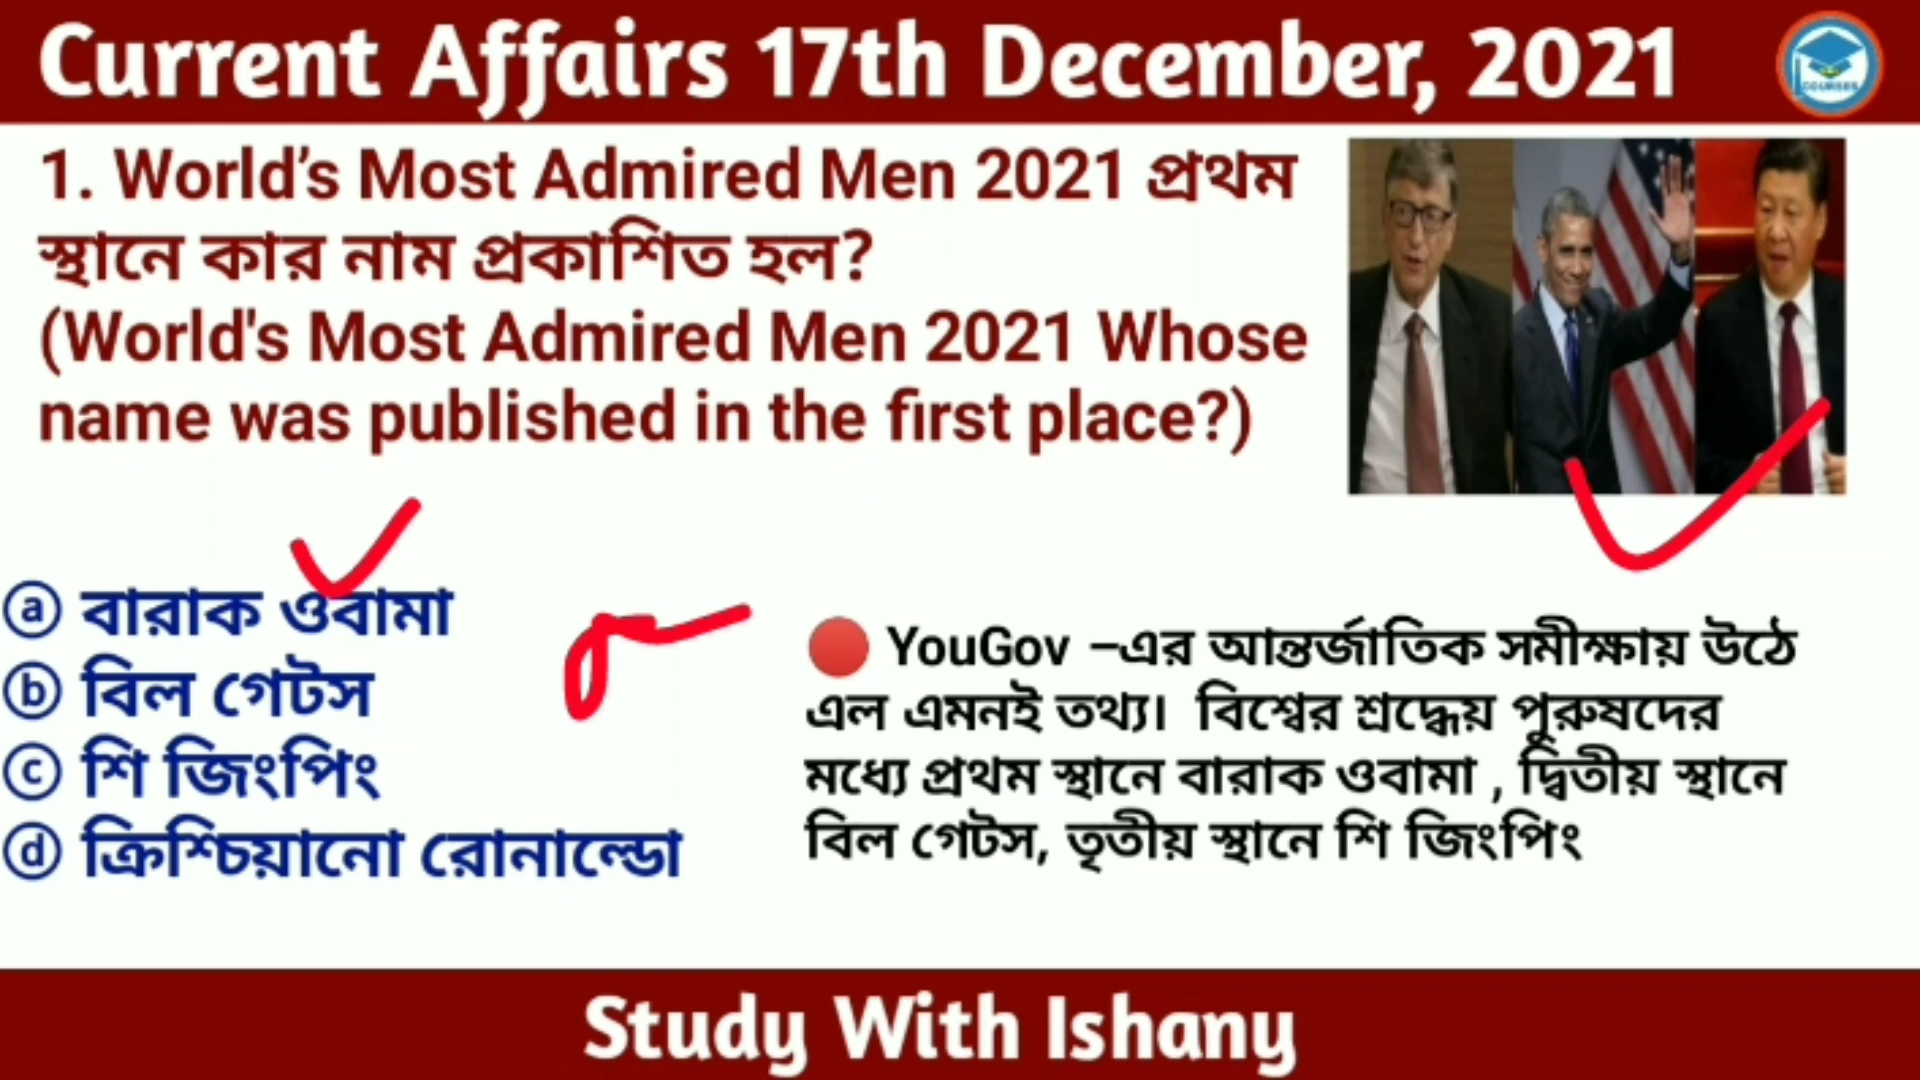 Current Affairs 17th December, 2021
COURSES
1. World’s Most Admired Men 2021 প্রথম
স্থানে কার নাম প্রকাশিত হল?
(World's Most Admired Men 2021 Whose
name was published in the first place?)
ⓐ বারাক ওবামা
ⓑ বিল গেটস
ⓒ শি জিংপিং
ⓓ ক্রিশ্চিয়ানো রোনাল্ডো
YouGov –এর আন্তর্জাতিক সমীক্ষায় উঠে
এল এমনই তথ্য। বিশ্বের শ্রদ্ধেয় পুরুষদের
মধ্যে প্রথম স্থানে বারাক ওবামা , দ্বিতীয় স্থানে
বিল গেটস, তৃতীয় স্থানে শি জিংপিং
Study With Ishany